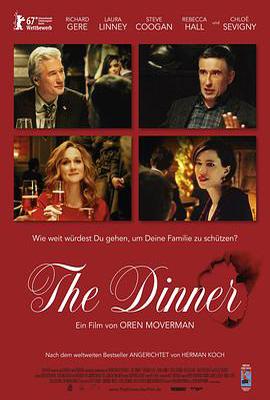 67
Wettbewerb
RICHARD GERE
LAURA LINNEY
STEVE COOGAN
REBECCA HALL
und
CHLOË SEVIGNY
Wie weit würdest Du gehen, um Deine Familie zu schützen?
The Dinner
Ein Film von OREN MOVERMAN
Nach dem weltweiten Bestseller ANGERICHTET von HERMAN KOCH